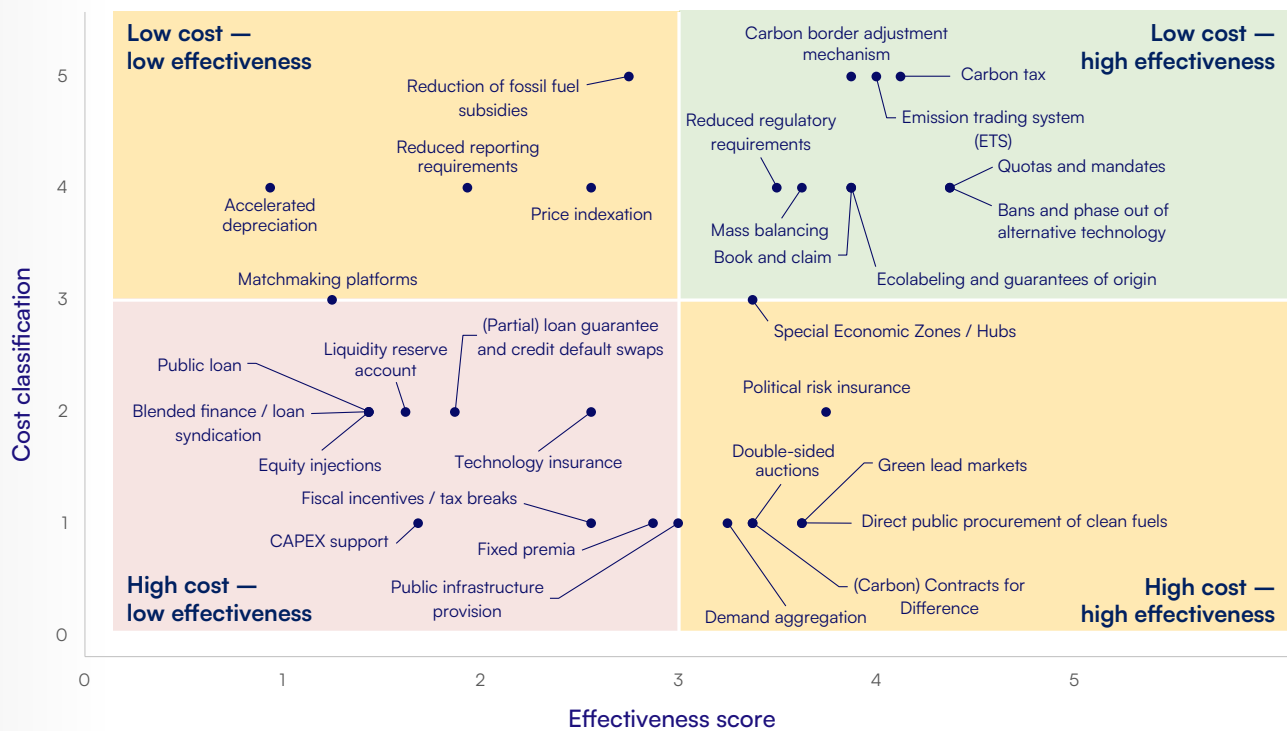 Low cost —
low effectiveness
Low cost —
high effectiveness
Carbon border adjustment
mechanism
5
Reduction of fossil fuel
subsidies
Carbon tax
Emission trading system
(ETS)
Reduced regulatory
requirements
Reduced reporting
requirements
Quotas and mandates
4
Accelerated
depreciation
Price indexation
Bans and phase out of
alternative technology
Mass balancing
Book and claim
Matchmaking platforms
Ecolabeling and guarantees of origin
3
Special Economic Zones / Hubs
(Partial) loan guarantee
and credit default swaps
Liquidity reserve
account
Public loan
Political risk insurance
2
Blended finance / loan
syndication
Equity injections
Technology insurance
Double-sided
auctions
Green lead markets
Fiscal incentives / tax breaks
1
CAPEX support
Fixed premia
Direct public procurement of clean fuels
Public infrastructure
provision
(Carbon) Contracts for
Difference
Demand aggregation
High cost —
low effectiveness
High cost —
high effectiveness
0
Cost classification
0
1
2
3
4
5
Effectiveness score